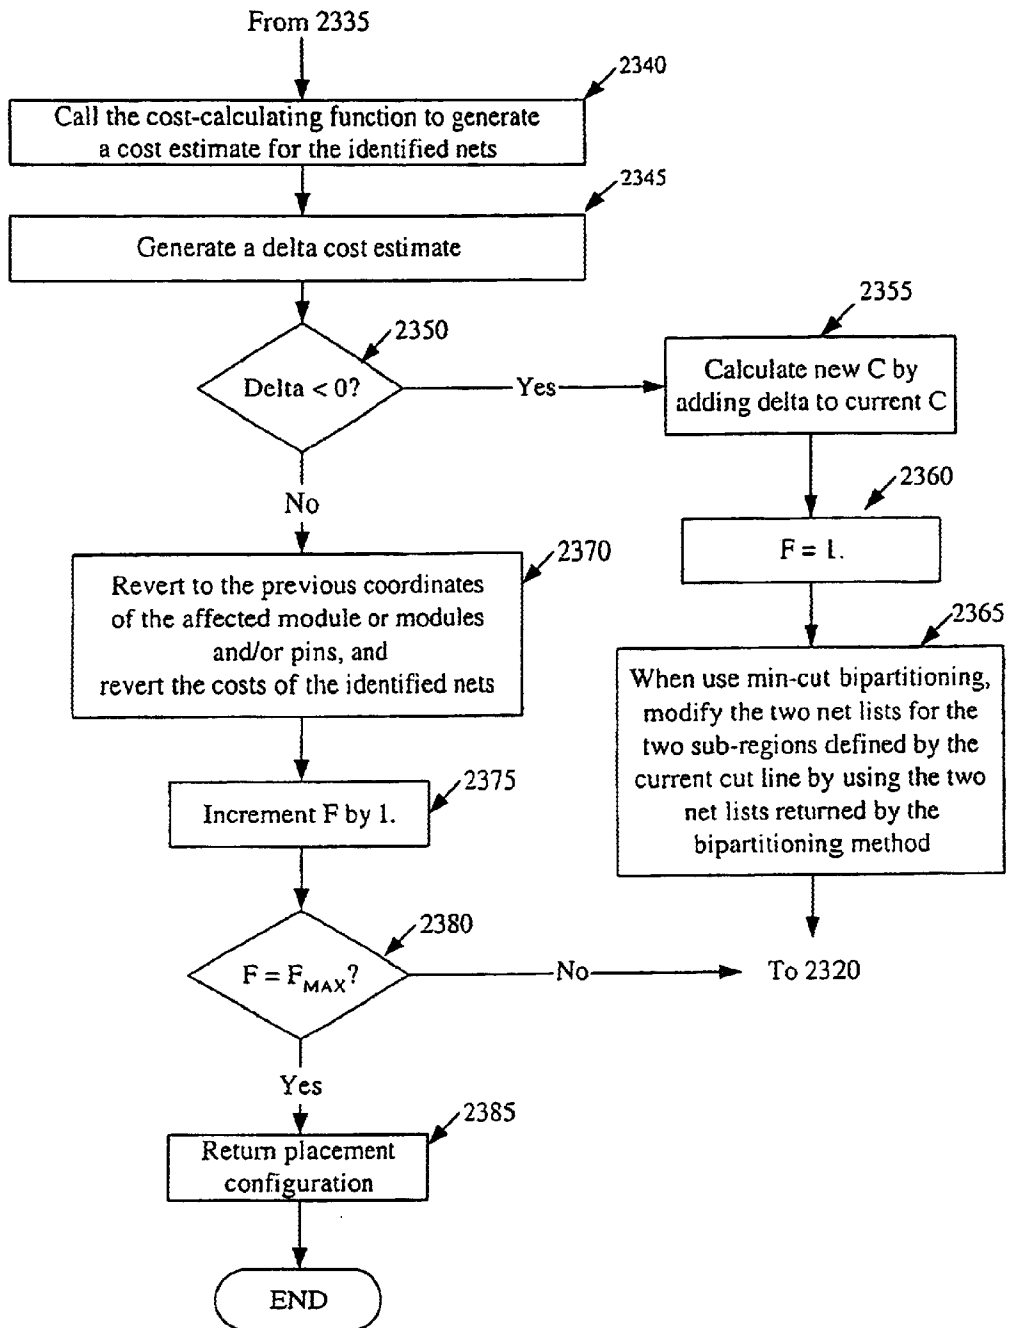 From 2335
2340
Call the cost-calculating function to generate
a cost estimate for the identified nets
2345
Generate a delta cost estimate
2350
Delta < 0?
Yes
2355
Calculate new C by
adding delta to current C
2360
F = 1.
2365
When use min-cut bipartitioning,
modify the two net lists for the
two sub-regions defined by the
current cut line by using the two
net lists returned by the
bipartitioning method
No
2370
Revert to the previous coordinates
of the affected module or modules
and/or pins, and
revert the costs of the identified nets
2375
Increment F by 1.
2380
F = FMAX?
No
To 2320
Yes
2385
Return placement
configuration
END